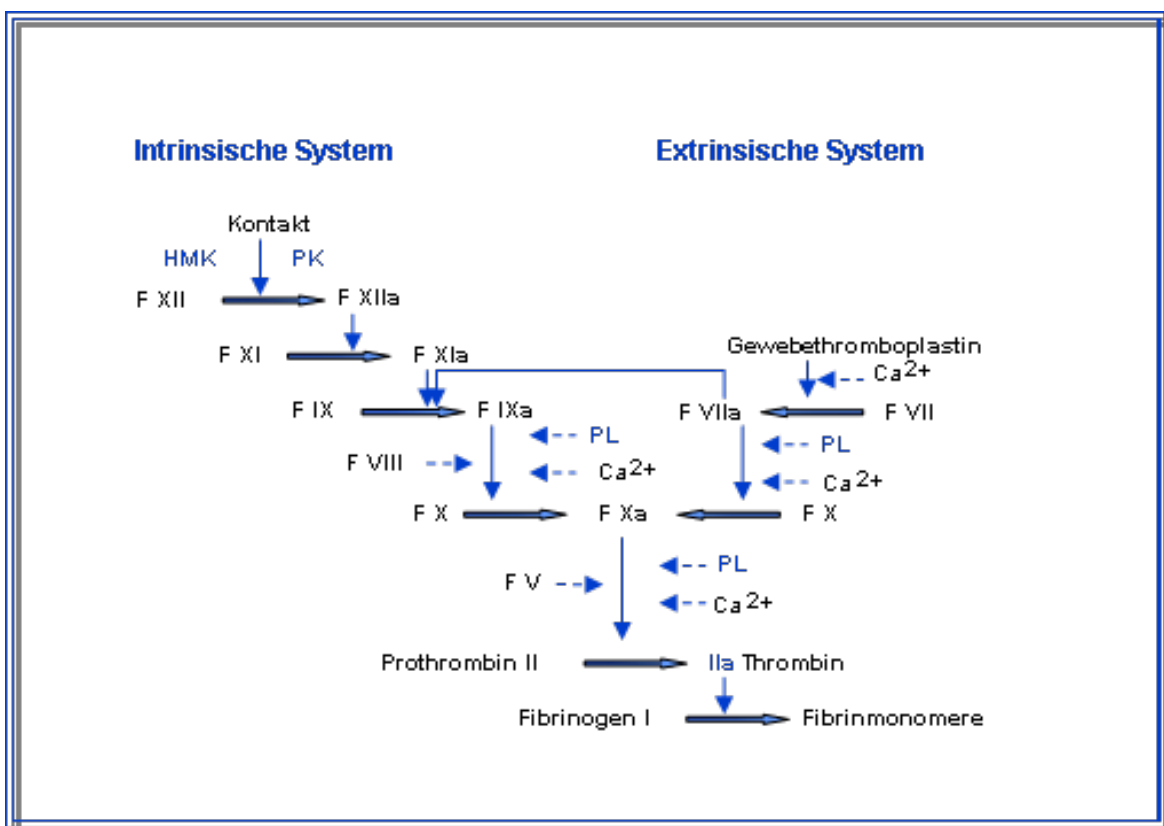 Intrinsische System Extrinsische System
Kontakt
HMK PK
F XII F XIIa
F XI F XIa Gewebethromboplastin
Ca2+
F IX F IXa F VIIa F VII
PL PL
F VIII Ca2+ Ca2+
F X F Xa F X
PL
F V Ca2+
Prothrombin II IIa Thrombin
Fibrinogen I Fibrinmonomere